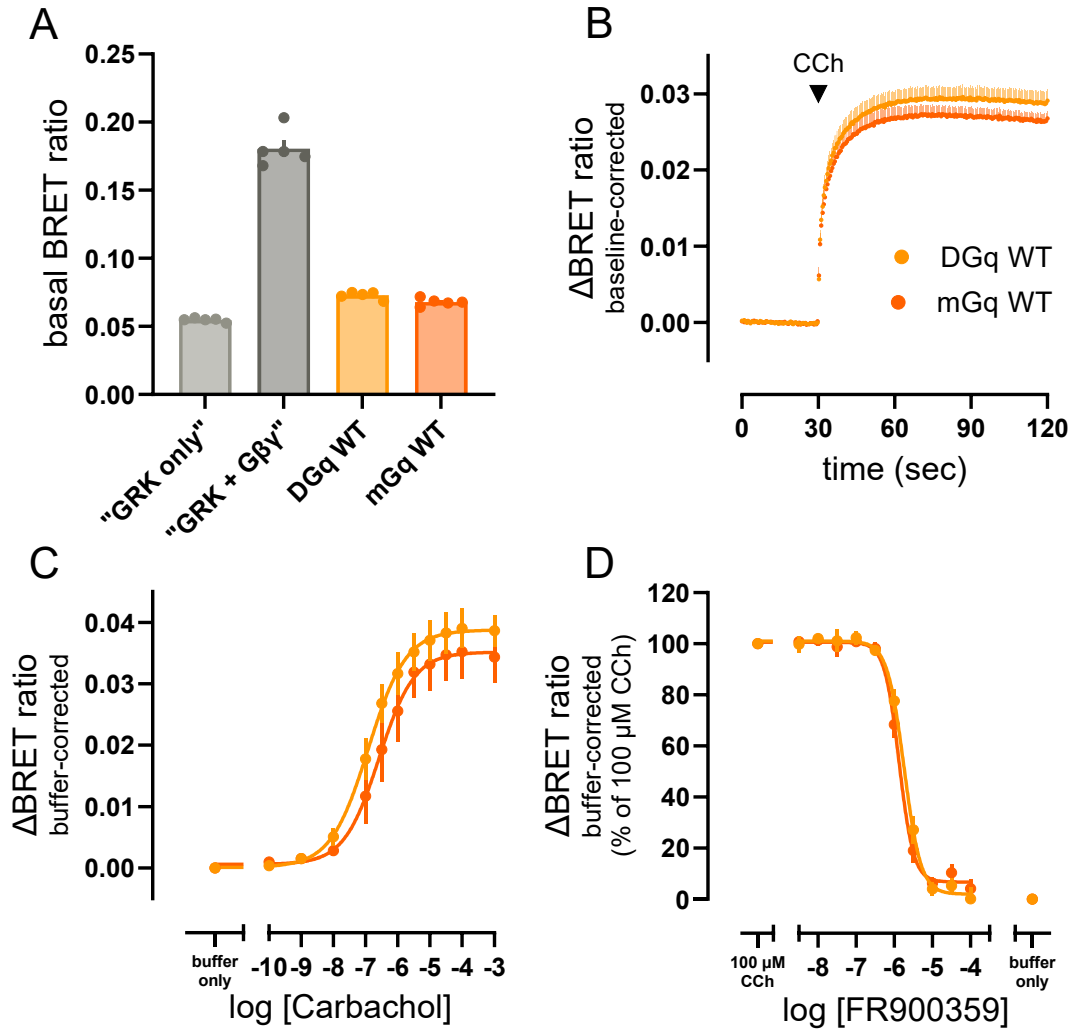 A
basal BRET ratio
0.25
0.20
0.15
0.10
0.05
0.00
"GRK only"
"GRK + Gβγ"
DGq WT
mGq WT
B
ΔBRET ratio
baseline-corrected
0.03
0.02
0.01
0.00
CCh
DGq WT
mGq WT
0 30 60 90 120
time (sec)
C
ΔBRET ratio
buffer-corrected
0.04
0.03
0.02
0.01
0.00
buffer
only
-10 -9 -8 -7 -6 -5 -4 -3
log [Carbachol]
D
ΔBRET ratio
buffer-corrected
(% of 100 µM CCh)
120
100
80
60
40
20
0
100 µM
CCh
-8 -7 -6 -5 -4
buffer
only
log [FR900359]